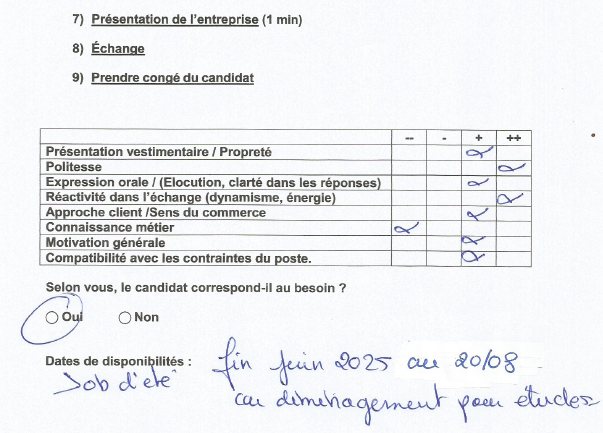 7) Présentation de l'entreprise (1 min)
8) Échange
9) Prendre congé du candidat
-- - + ++
Présentation vestimentaire / Propreté
Politesse
Expression orale / (Elocution, clarté dans les réponses)
Réactivité dans l'échange (dynamisme, énergie)
Approche client /Sens du commerce
Connaissance métier
Motivation générale
Compatibilité avec les contraintes du poste.
Selon vous, le candidat correspond-il au besoin ?
Oui Non
Dates de disponibilités : fin juin 2025 au 20/08
Job d'été
car déménagement pour études